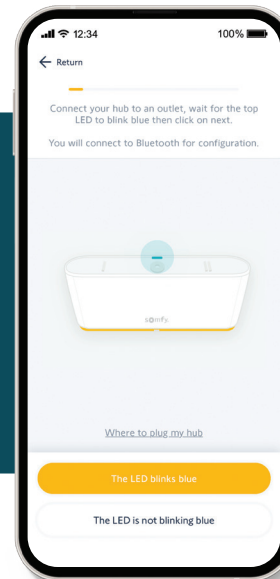 12:34
100%
Return
Connect your hub to an outlet, wait for the top
LED to blink blue then click on next.
You will connect to Bluetooth for configuration.
somfy.
Where to plug my hub
The LED blinks blue
The LED is not blinking blue